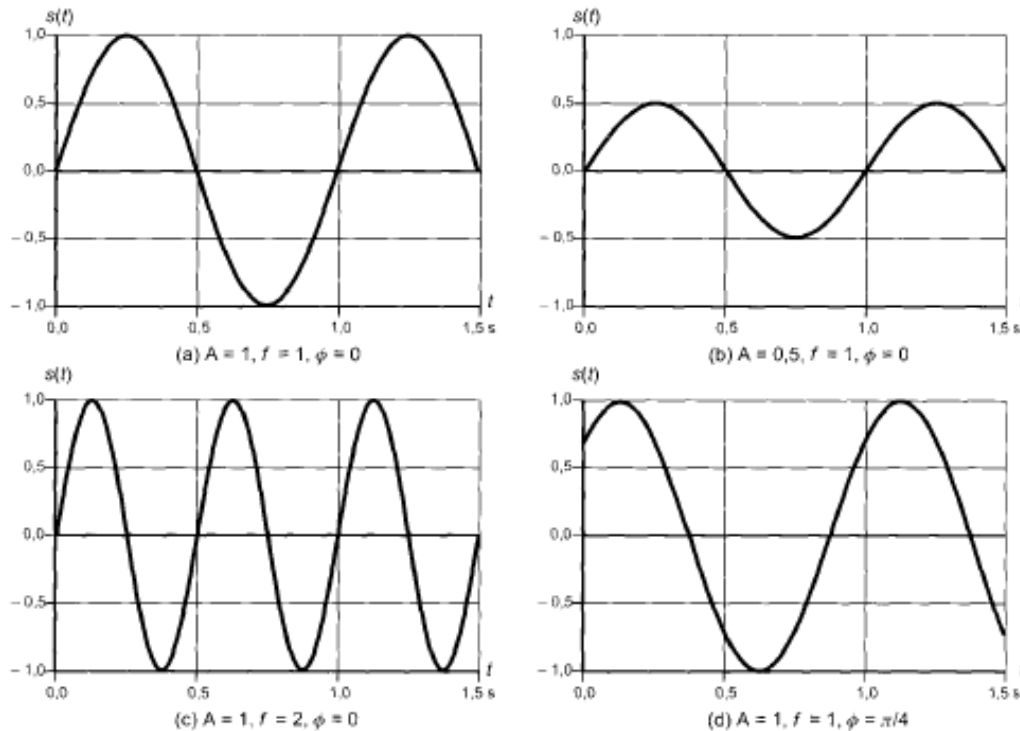 s(t)
1,0
0,5
0,0
– 0,5
– 1,0
t
0,0 0,5 1,0 1,5 s
(a) A = 1, f = 1, ϕ = 0
s(t)
1,0
0,5
0,0
– 0,5
– 1,0
0,0 0,5 1,0 1,5 s
(b) A = 0,5, f = 1, ϕ = 0
s(t)
1,0
0,5
0,0
– 0,5
– 1,0
t
0,0 0,5 1,0 1,5 s
(c) A = 1, f = 2, ϕ = 0
s(t)
1,0
0,5
0,0
– 0,5
– 1,0
0,0 0,5 1,0 1,5 s
(d) A = 1, f = 1, ϕ = π/4